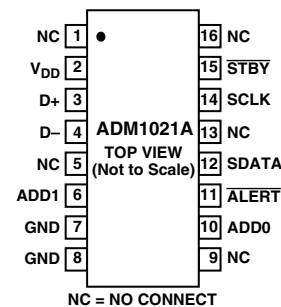 NC 1 16 NC
VDD 2 15 STBY
D+ 3 14 SCLK
D– 4 ADM1021A 13 NC
TOP VIEW
NC 5 (Not to Scale) 12 SDATA
ADD1 6 11 ALERT
GND 7 10 ADD0
GND 8 9 NC
NC = NO CONNECT